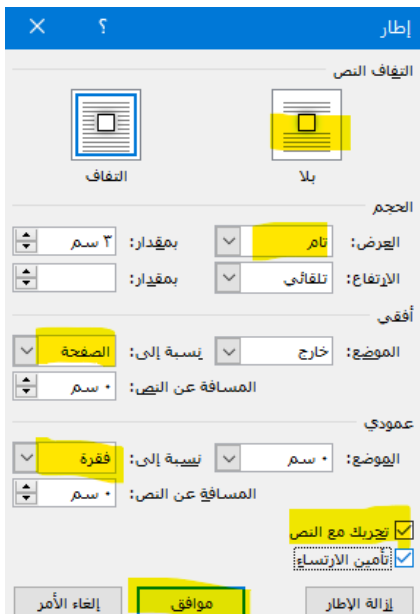 إطار ؟
التفاف النص
بلا التفاف
الحجم
العرض: تام بمقدار: ٣ سم
الارتفاع: تلقائي بمقدار:
أفقي
الموضع: خارج نسبة إلى: الصفحة
المسافة عن النص: ٠ سم
عمودي
الموضع: ٠ سم نسبة إلى: فقرة
المسافة عن النص: ٠ سم
تحريك مع النص
تأمين الارتساء
إزالة الإطار موافق إلغاء الأمر